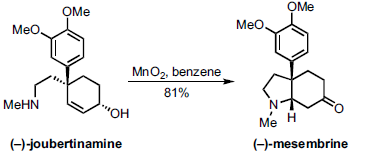 OMe
MeO
MeHN
OH
(–)-joubertinamine
MnO2, benzene
81%
OMe
MeO
N
Me
H
O
(–)-mesembrine